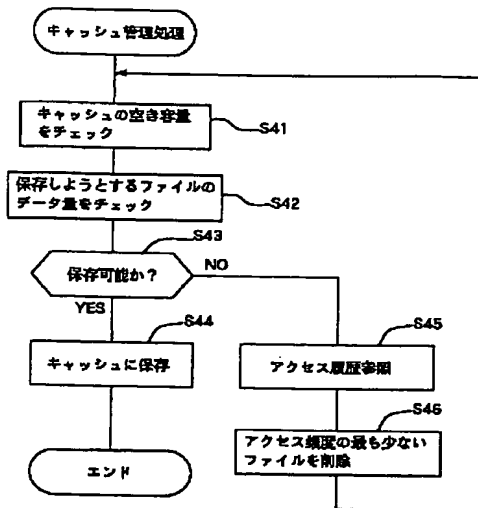 キャッシュ管理処理
キャッシュの空き容量
をチェック
S41
保存しようとするファイルの
データ量をチェック
S42
S43
保存可能か？
NO
YES
S44
キャッシュに保存
S45
アクセス履歴参照
S46
アクセス頻度の最も少ない
ファイルを削除
エンド